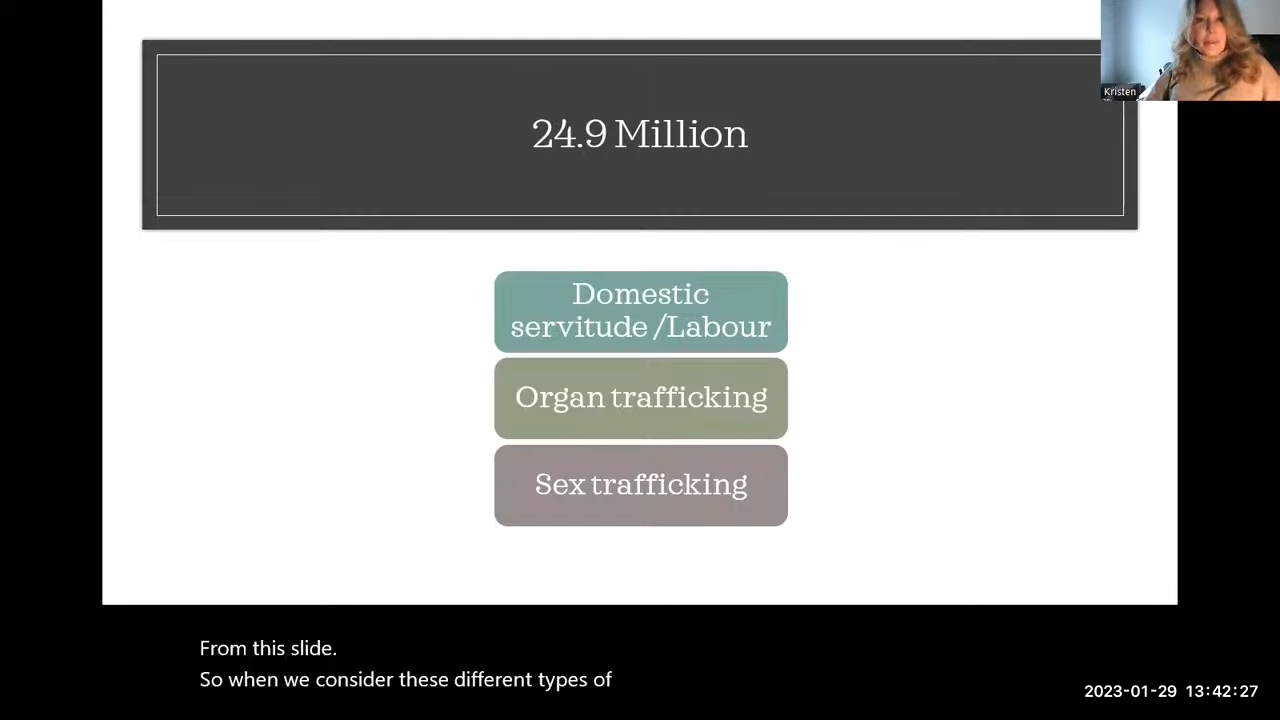 24.9 Million
Kristen
Domestic
servitude /Labour
Organ trafficking
Sex trafficking
From this slide.
So when we consider these different types of
2023-01-29 13:42:27